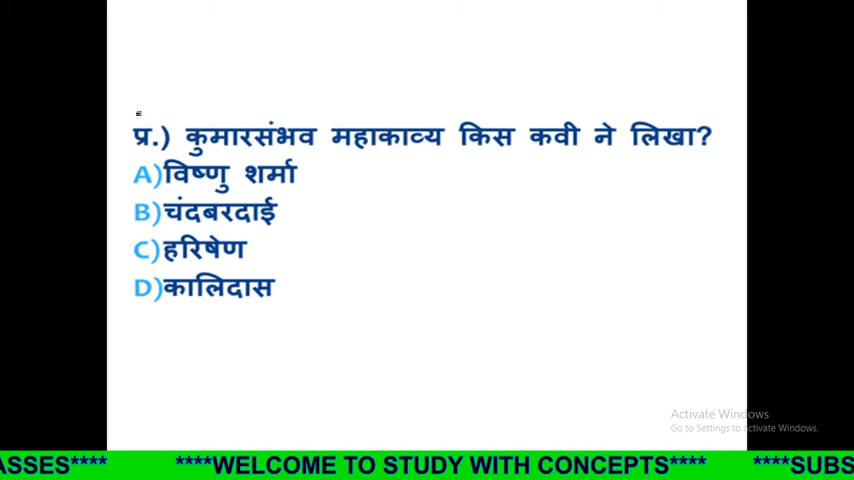 प्र.) कुमारसंभव महाकाव्य किस कवी ने लिखा?
A)विष्णु शर्मा
B)चंदबरदाई
C)हरिषेण
D)कालिदास
Activate Windows
Go to Settings to activate Windows.
ASSES**** ****WELCOME TO STUDY WITH CONCEPTS**** ****SUBS